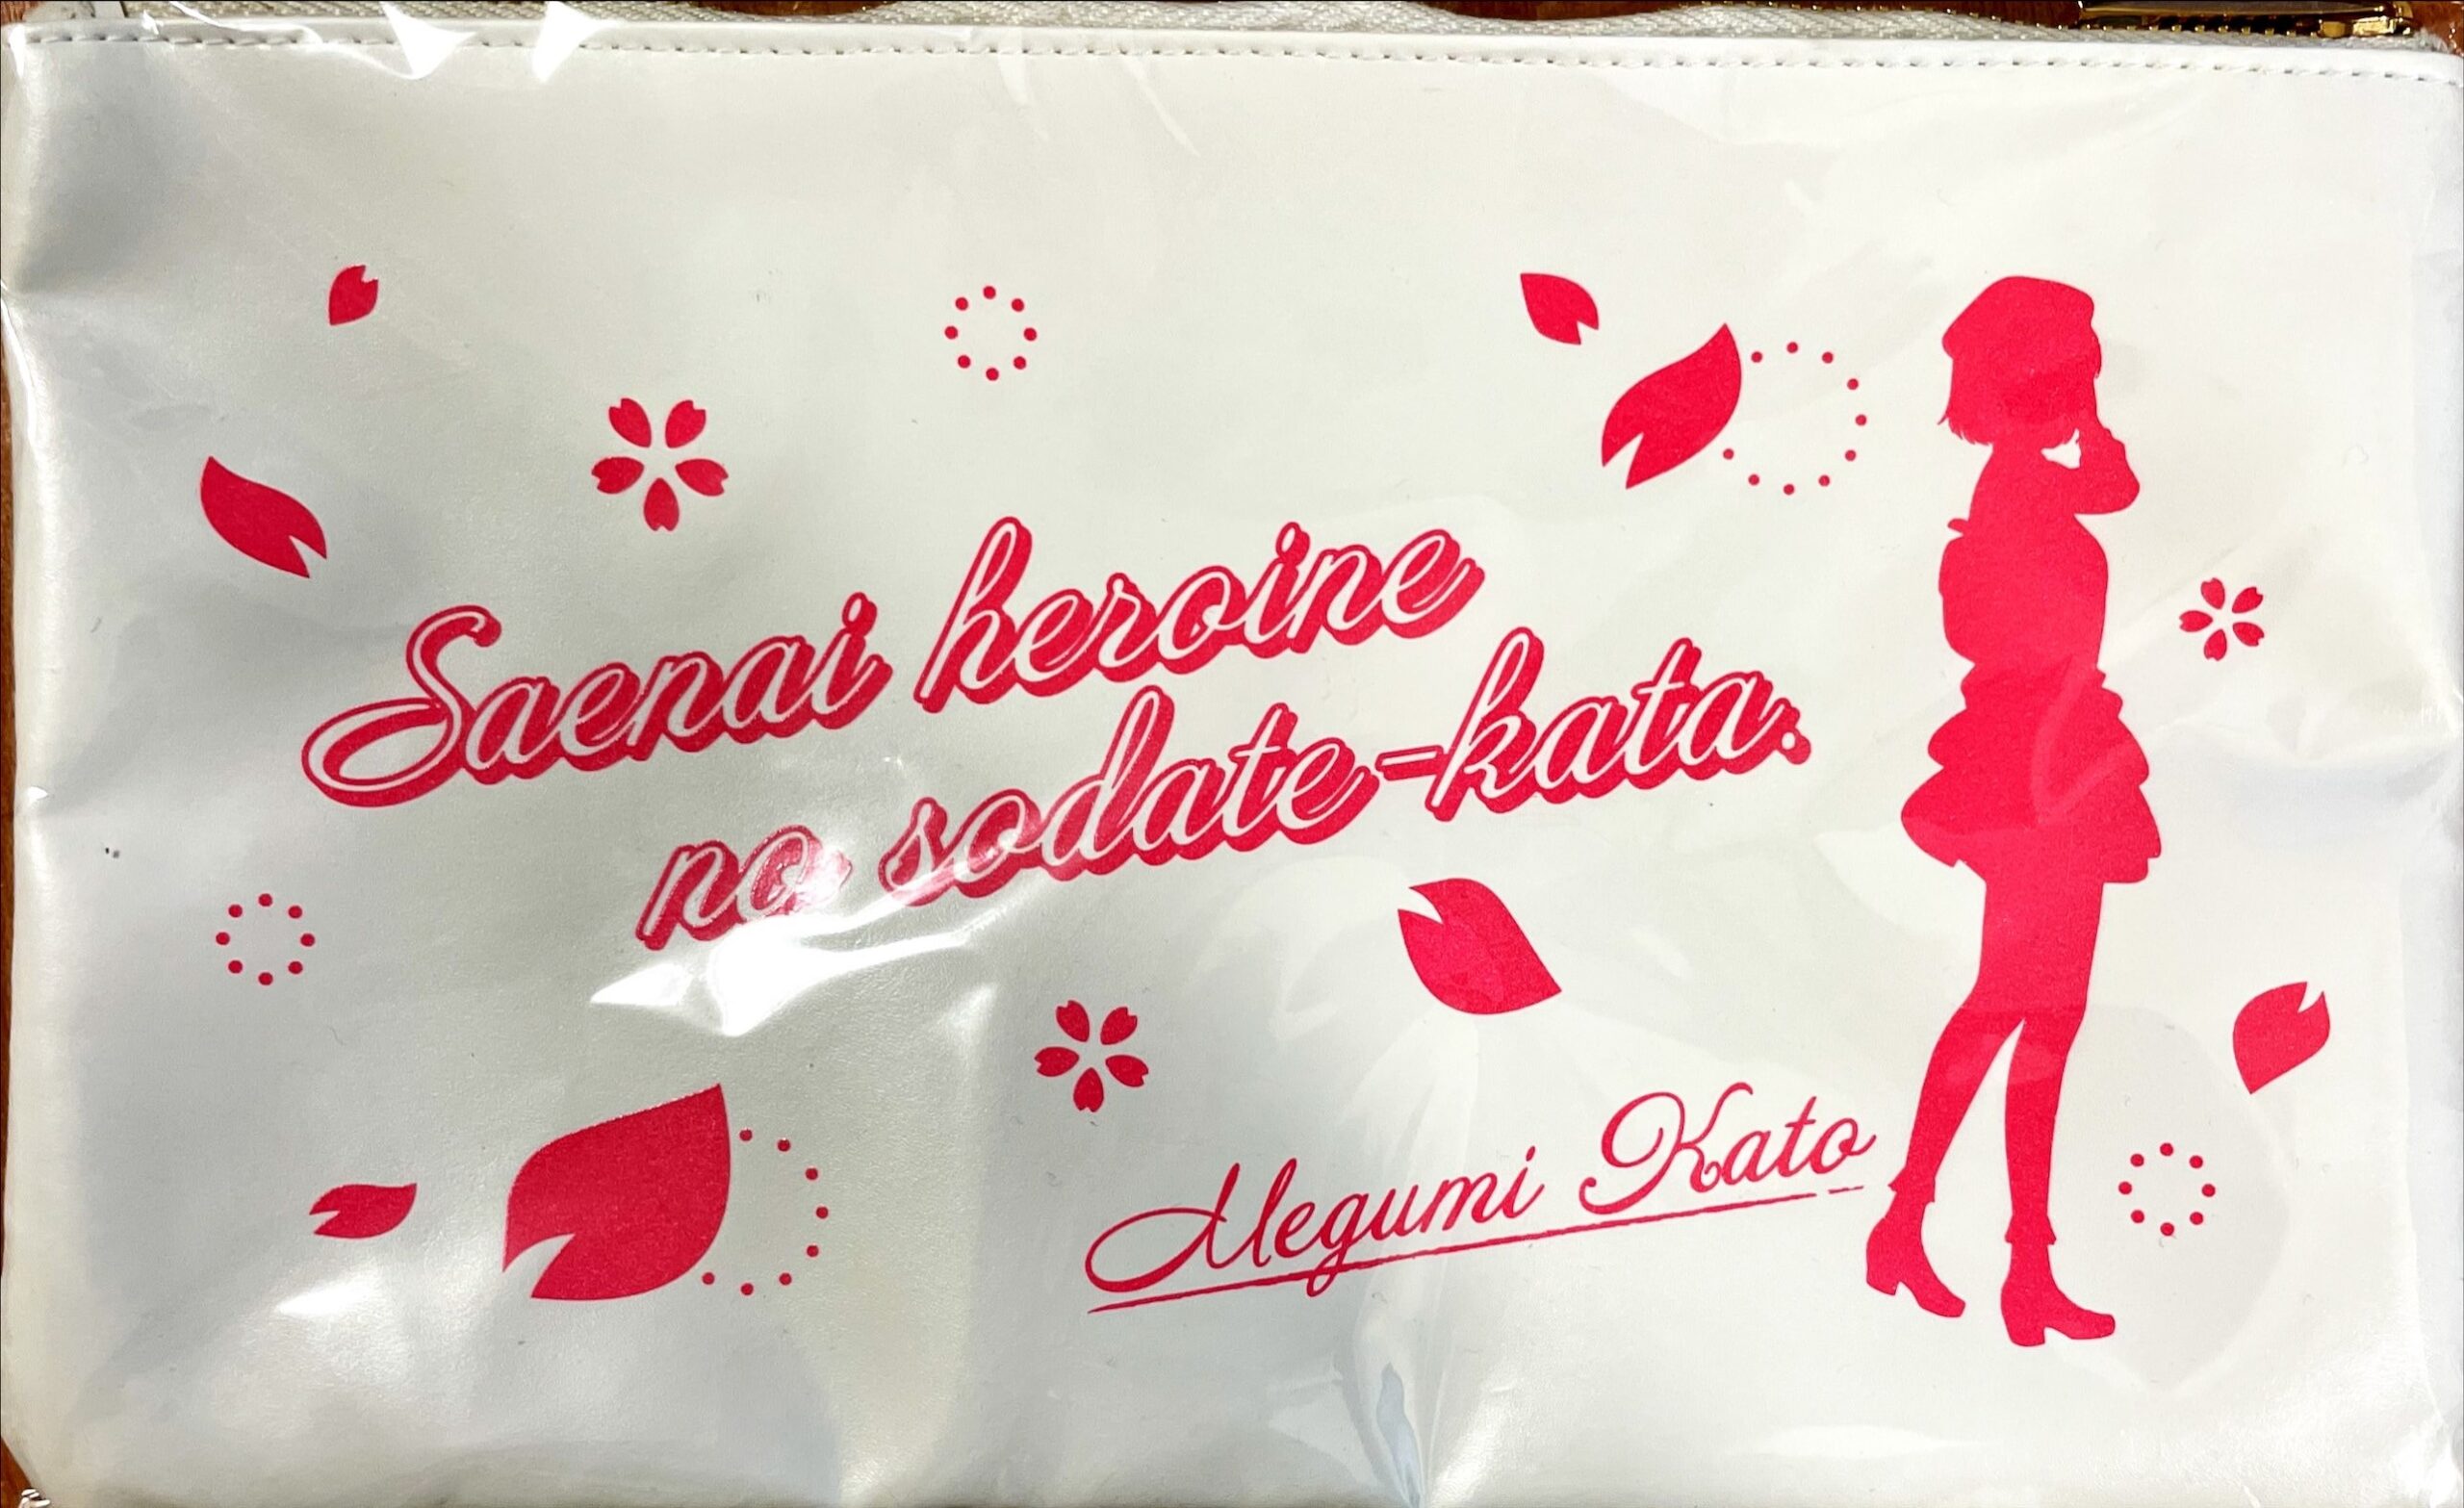 Saenai heroine
no sodate-kata.
Megumi Kato